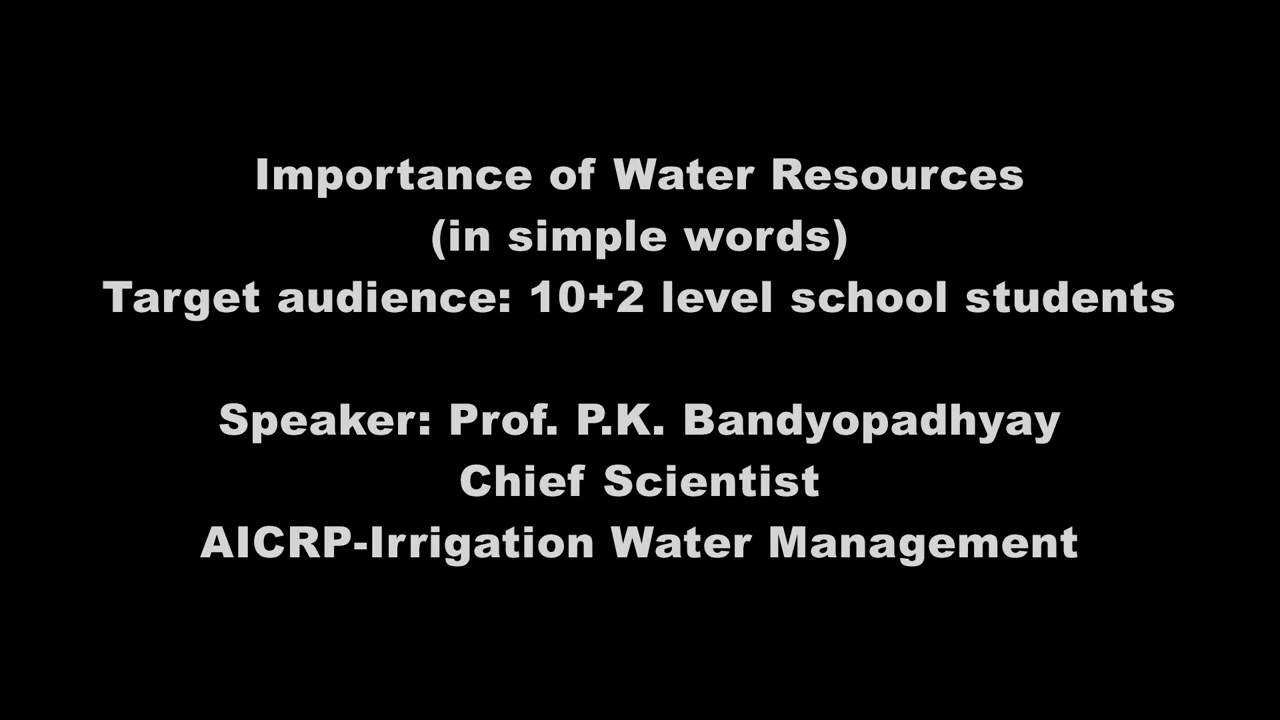 Importance of Water Resources
(in simple words)
Target audience: 10+2 level school students
Speaker: Prof. P.K. Bandyopadhyay
Chief Scientist
AICRP-Irrigation Water Management